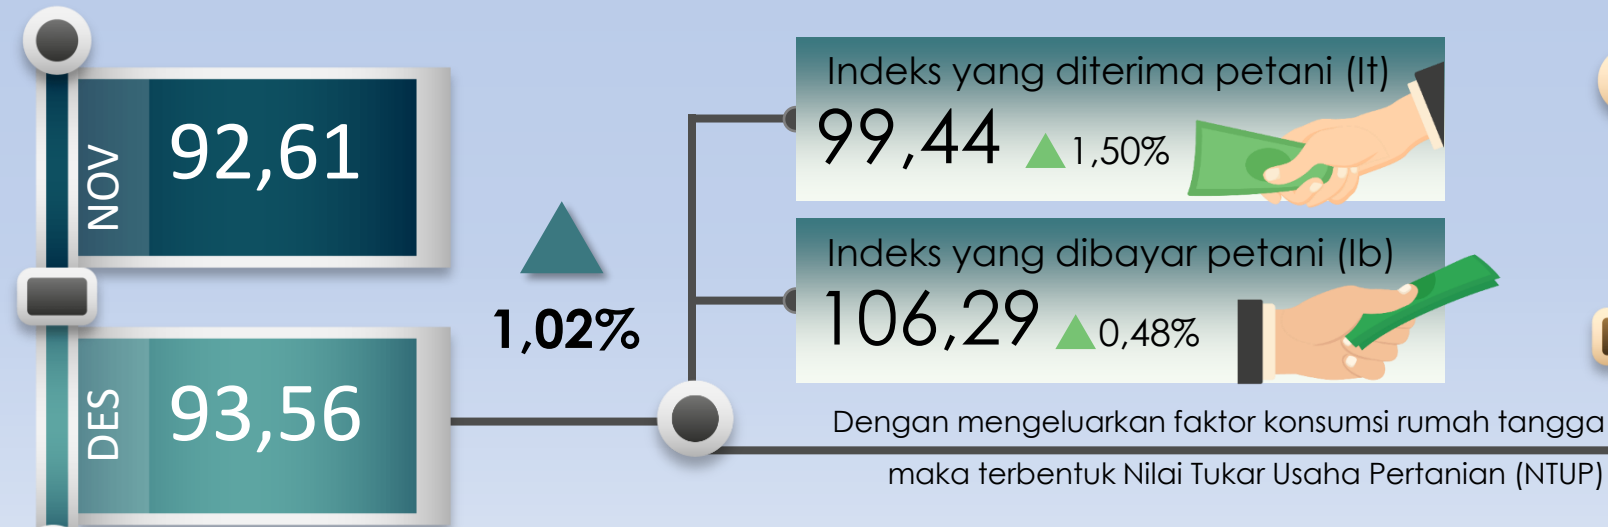 NOV
92,61
DES
93,56
1,02%
Indeks yang diterima petani (It)
99,44 1,50%
Indeks yang dibayar petani (Ib)
106,29 0,48%
Dengan mengeluarkan faktor konsumsi rumah tangga
maka terbentuk Nilai Tukar Usaha Pertanian (NTUP)